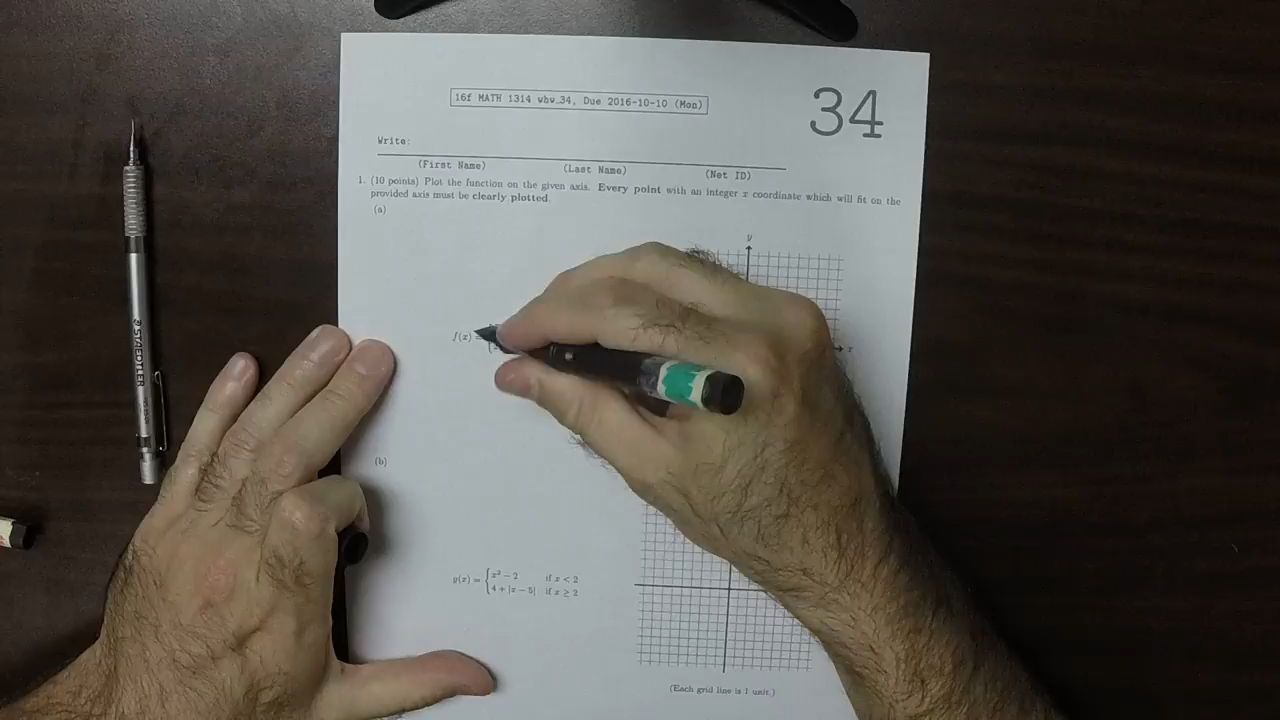 16f MATH 1314 whw_34, Due 2016-10-10 (Mon)
34
Write:
(First Name) (Last Name) (Net ID)
1. (10 points) Plot the function on the given axis. Every point with an integer x coordinate which will fit on the
provided axis must be clearly plotted.
(a)
y
f(x) =
x
STAEDTLER
(b)
g(x) = { x² − 2 if x < 2
4 + |x − 5| if x ≥ 2
(Each grid line is 1 unit.)